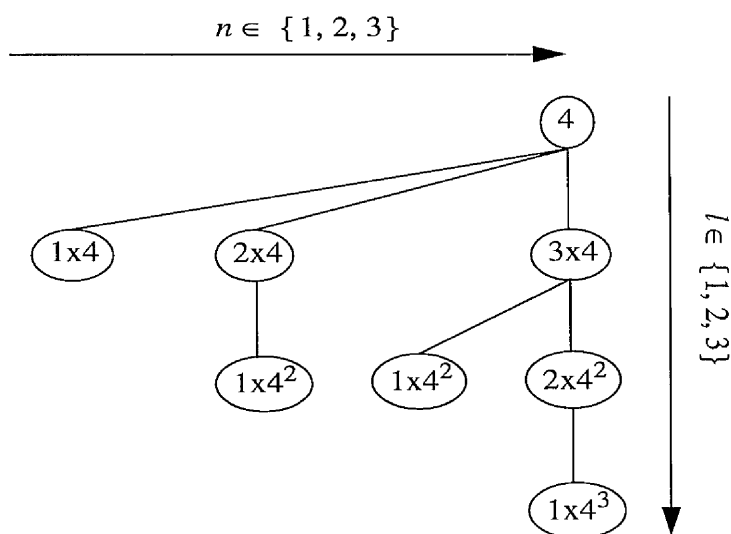 n ∈ {1, 2, 3}
4
l ∈ {1, 2, 3}
1x4 2x4 3x4
1x4² 1x4² 2x4²
1x4³